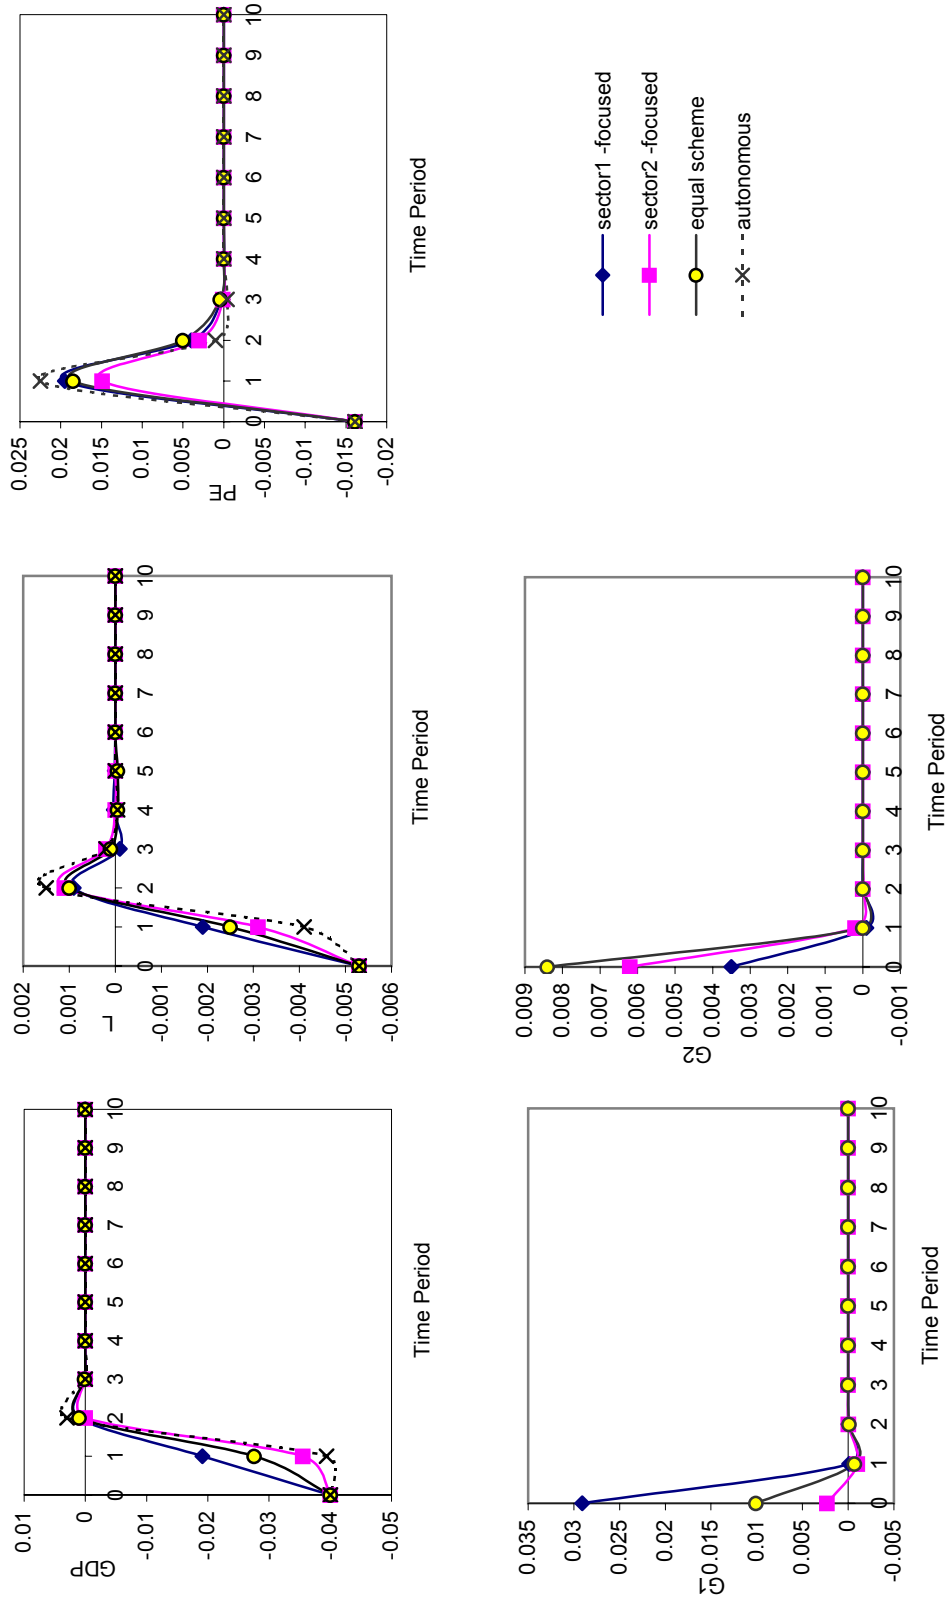 0.01
0
-0.01
-0.02
-0.03
-0.04
-0.05
GDP
0 1 2 3 4 5 6 7 8 9 10
Time Period
0.002
0.001
0
-0.001
-0.002
-0.003
-0.004
-0.005
-0.006
L
0 1 2 3 4 5 6 7 8 9 10
Time Period
0.025
0.02
0.015
0.01
0.005
0
-0.005
-0.01
-0.015
-0.02
PE
0 1 2 3 4 5 6 7 8 9 10
Time Period
0.035
0.03
0.025
0.02
0.015
0.01
0.005
0
-0.005
G1
0 1 2 3 4 5 6 7 8 9 10
Time Period
0.009
0.008
0.007
0.006
0.005
0.004
0.003
0.002
0.001
0
-0.001
G2
0 1 2 3 4 5 6 7 8 9 10
Time Period
sector1 -focused
sector2 -focused
equal scheme
autonomous